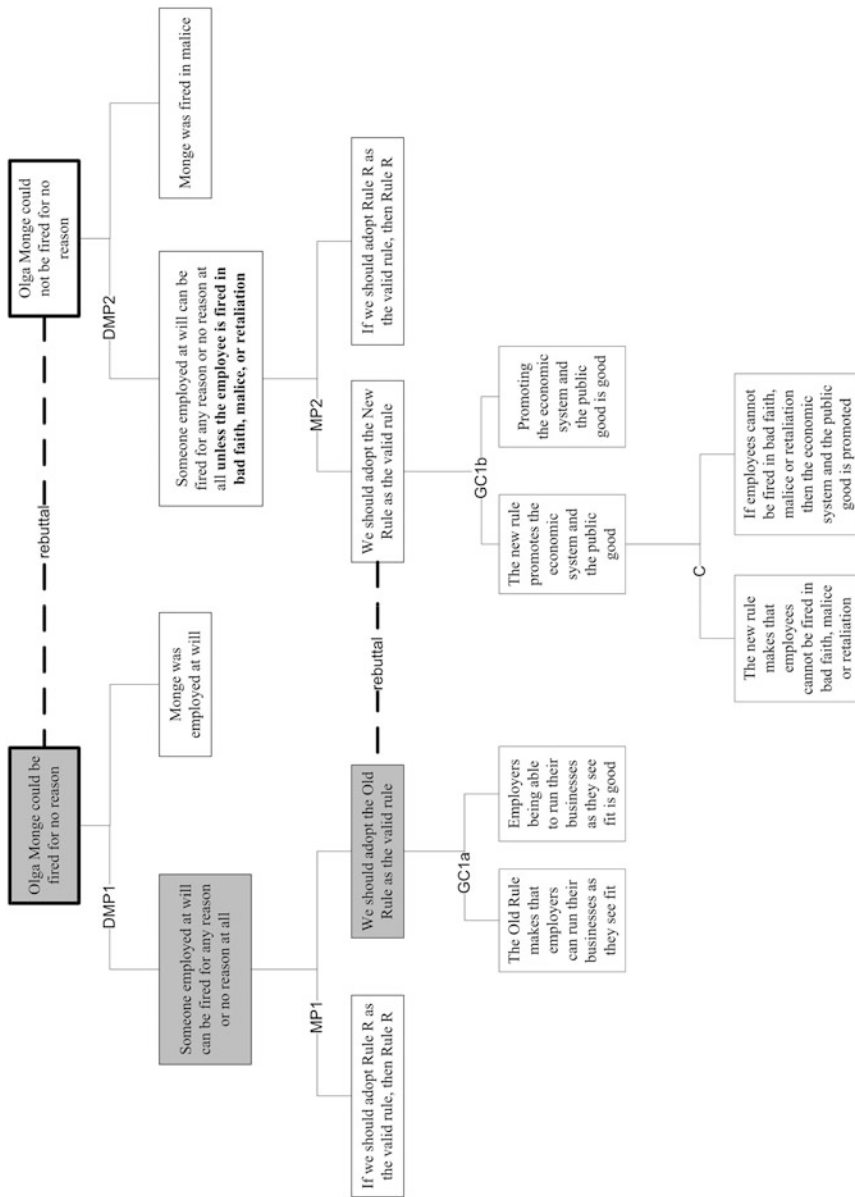 Olga Monge could be
fired for no reason
rebuttal
Olga Monge could
not be fired for no
reason
DMP1
DMP2
Someone employed at will
can be fired for any reason
or no reason at all
Monge was
employed at will
Someone employed at will can be
fired for any reason or no reason at
all unless the employee is fired in
bad faith, malice, or retaliation
Monge was fired in malice
MP1
MP2
If we should adopt Rule R as
the valid rule, then Rule R
We should adopt the Old
Rule as the valid rule
rebuttal
We should adopt the New
Rule as the valid rule
If we should adopt Rule R as
the valid rule, then Rule R
GC1a
GC1b
The Old Rule
makes that
employers
can run their
businesses as
they see fit
Employers
being able
to run their
businesses
as they see
fit is good
The new rule
promotes the
economic
system and
the public
good
Promoting
the economic
system and
the public
good is good
C
The new rule
makes that
employees
cannot be fired in
bad faith, malice
or retaliation
If employees cannot
be fired in bad faith,
malice or retaliation
then the economic
system and the public
good is promoted